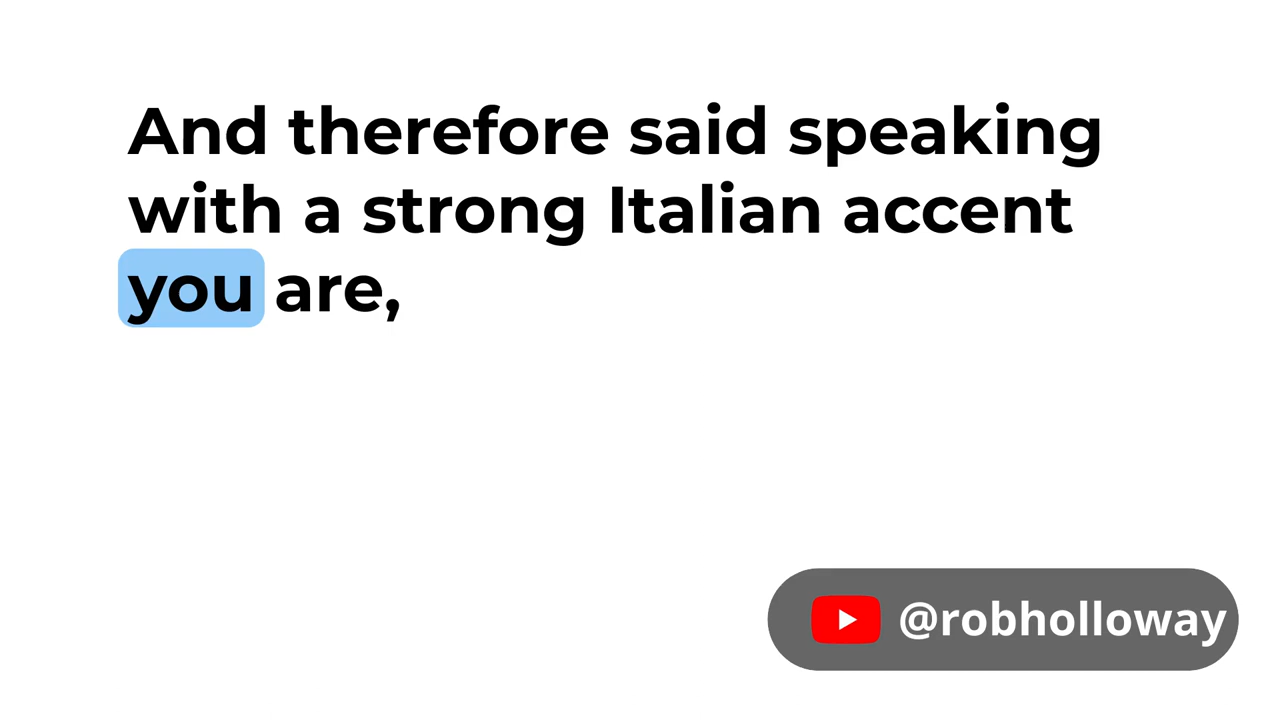 And therefore said speaking
with a strong Italian accent
you are,
@robholloway